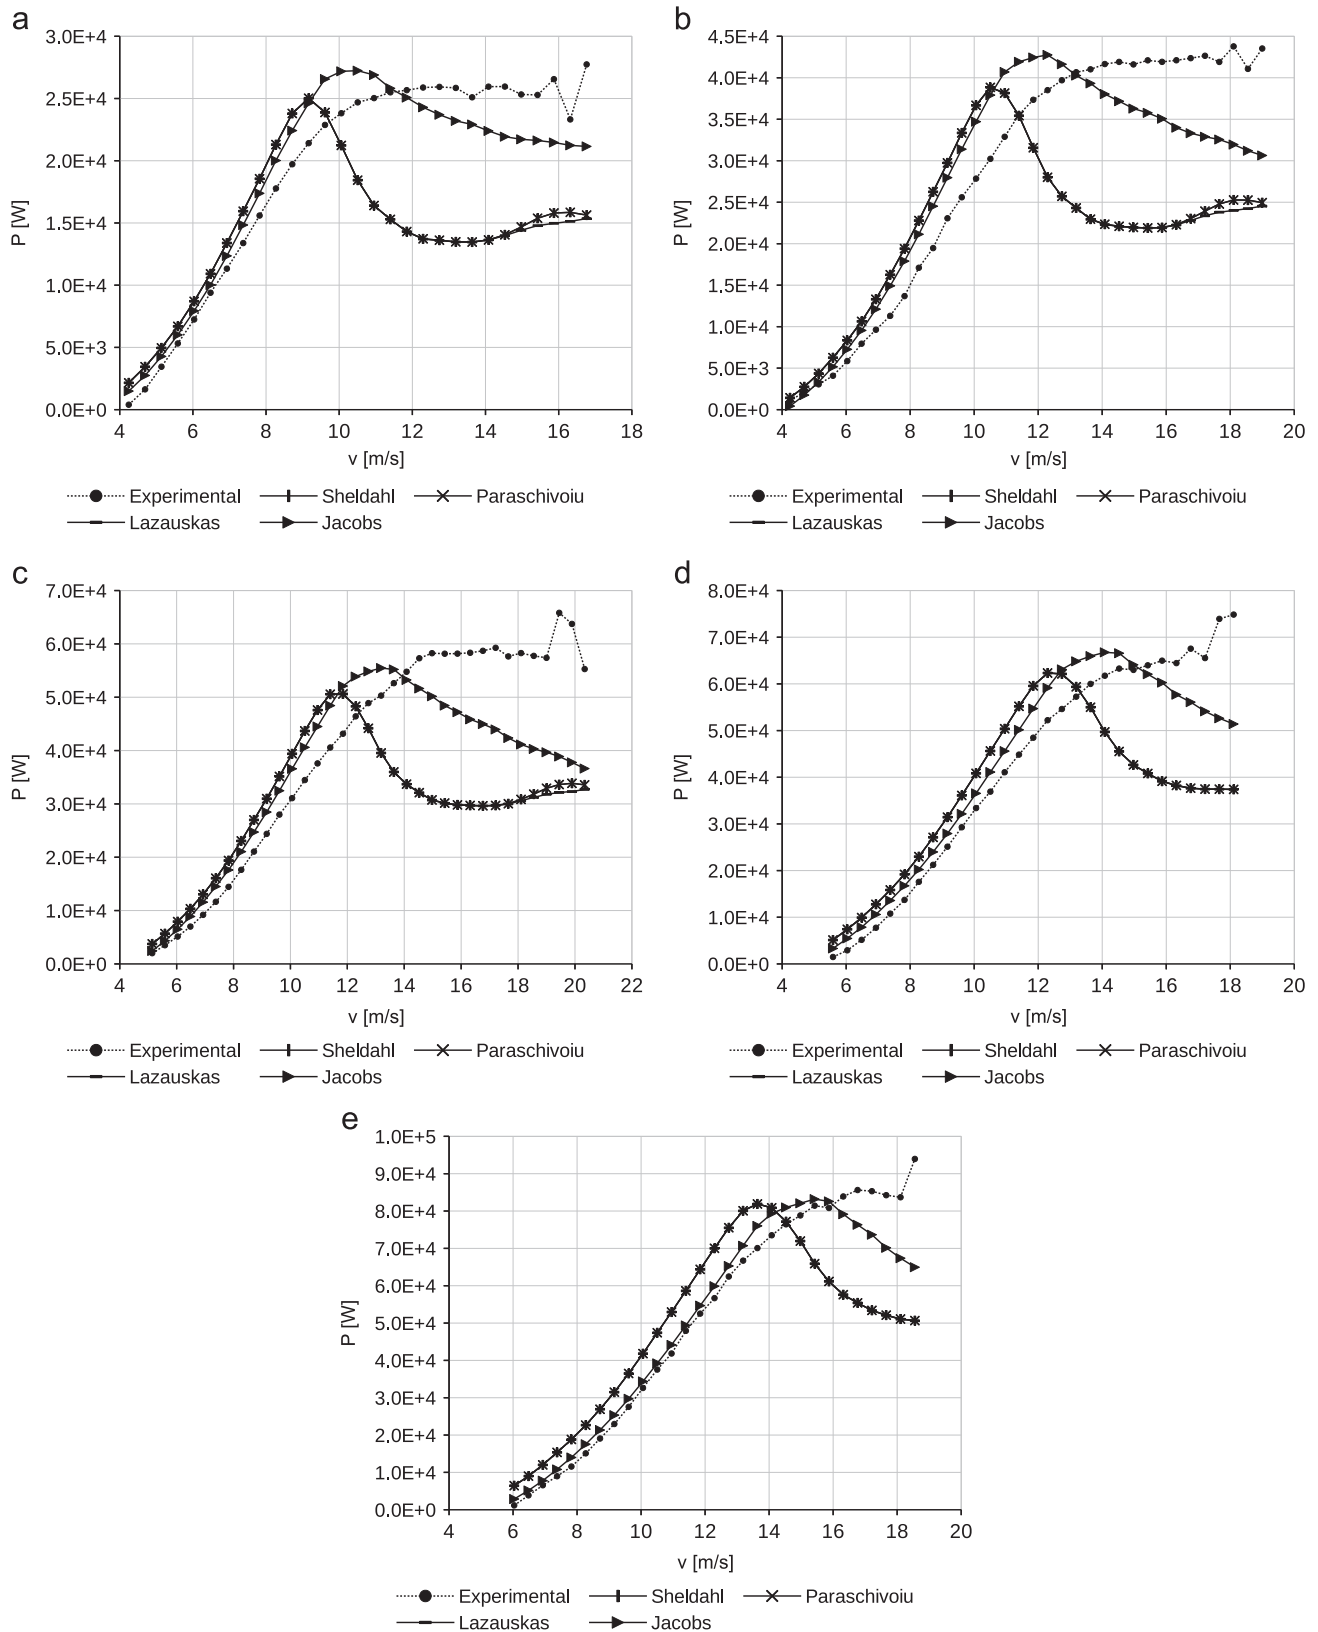 a
3.0E+4
2.5E+4
2.0E+4
1.5E+4
1.0E+4
5.0E+3
0.0E+0
P [W]
4 6 8 10 12 14 16 18
v [m/s]
Experimental Sheldahl Paraschivoiu
Lazauskas Jacobs
b
4.5E+4
4.0E+4
3.5E+4
3.0E+4
2.5E+4
2.0E+4
1.5E+4
1.0E+4
5.0E+3
0.0E+0
P [W]
4 6 8 10 12 14 16 18 20
v [m/s]
Experimental Sheldahl Paraschivoiu
Lazauskas Jacobs
c
7.0E+4
6.0E+4
5.0E+4
4.0E+4
3.0E+4
2.0E+4
1.0E+4
0.0E+0
P [W]
4 6 8 10 12 14 16 18 20 22
v [m/s]
Experimental Sheldahl Paraschivoiu
Lazauskas Jacobs
d
8.0E+4
7.0E+4
6.0E+4
5.0E+4
4.0E+4
3.0E+4
2.0E+4
1.0E+4
0.0E+0
P [W]
4 6 8 10 12 14 16 18 20
v [m/s]
Experimental Sheldahl Paraschivoiu
Lazauskas Jacobs
e
1.0E+5
9.0E+4
8.0E+4
7.0E+4
6.0E+4
5.0E+4
4.0E+4
3.0E+4
2.0E+4
1.0E+4
0.0E+0
P [W]
4 6 8 10 12 14 16 18 20
v [m/s]
Experimental Sheldahl Paraschivoiu
Lazauskas Jacobs